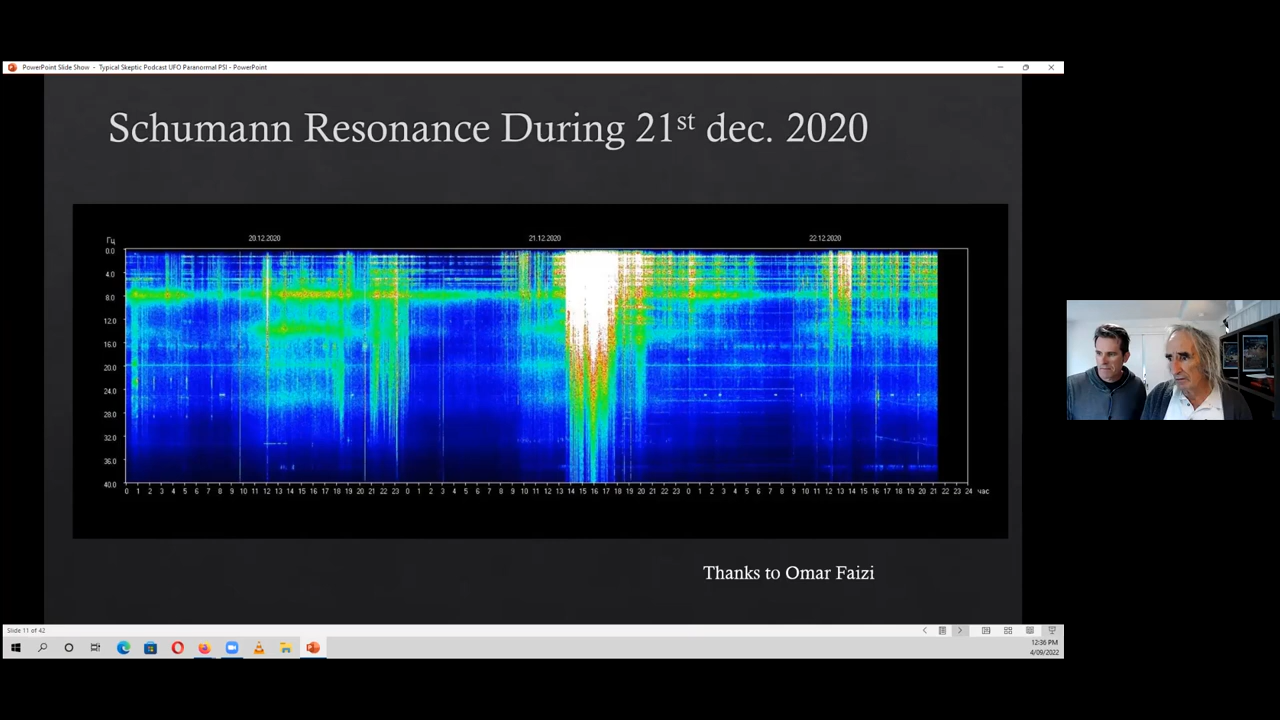 PowerPoint Slide Show - Typical Skeptic Podcast UFO Paranormal PSI - PowerPoint
Schumann Resonance During 21st dec. 2020
Гц
20.12.2020 21.12.2020 22.12.2020
0.0
4.0
8.0
12.0
16.0
20.0
24.0
28.0
32.0
36.0
40.0
0 1 2 3 4 5 6 7 8 9 10 11 12 13 14 15 16 17 18 19 20 21 22 23 0 1 2 3 4 5 6 7 8 9 10 11 12 13 14 15 16 17 18 19 20 21 22 23 0 1 2 3 4 5 6 7 8 9 10 11 12 13 14 15 16 17 18 19 20 21 22 23 24 час
Thanks to Omar Faizi
Slide 11 of 42
12:36 PM
4/09/2022